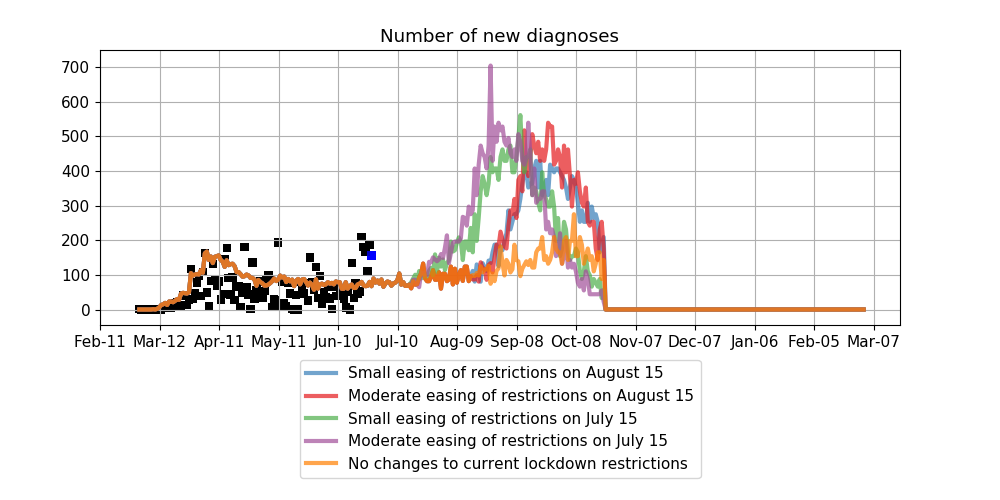 Number of new diagnoses
700
600
500
400
300
200
100
0
Feb-11 Mar-12 Apr-11 May-11 Jun-10 Jul-10 Aug-09 Sep-08 Oct-08 Nov-07 Dec-07 Jan-06 Feb-05 Mar-07
Small easing of restrictions on August 15
Moderate easing of restrictions on August 15
Small easing of restrictions on July 15
Moderate easing of restrictions on July 15
No changes to current lockdown restrictions